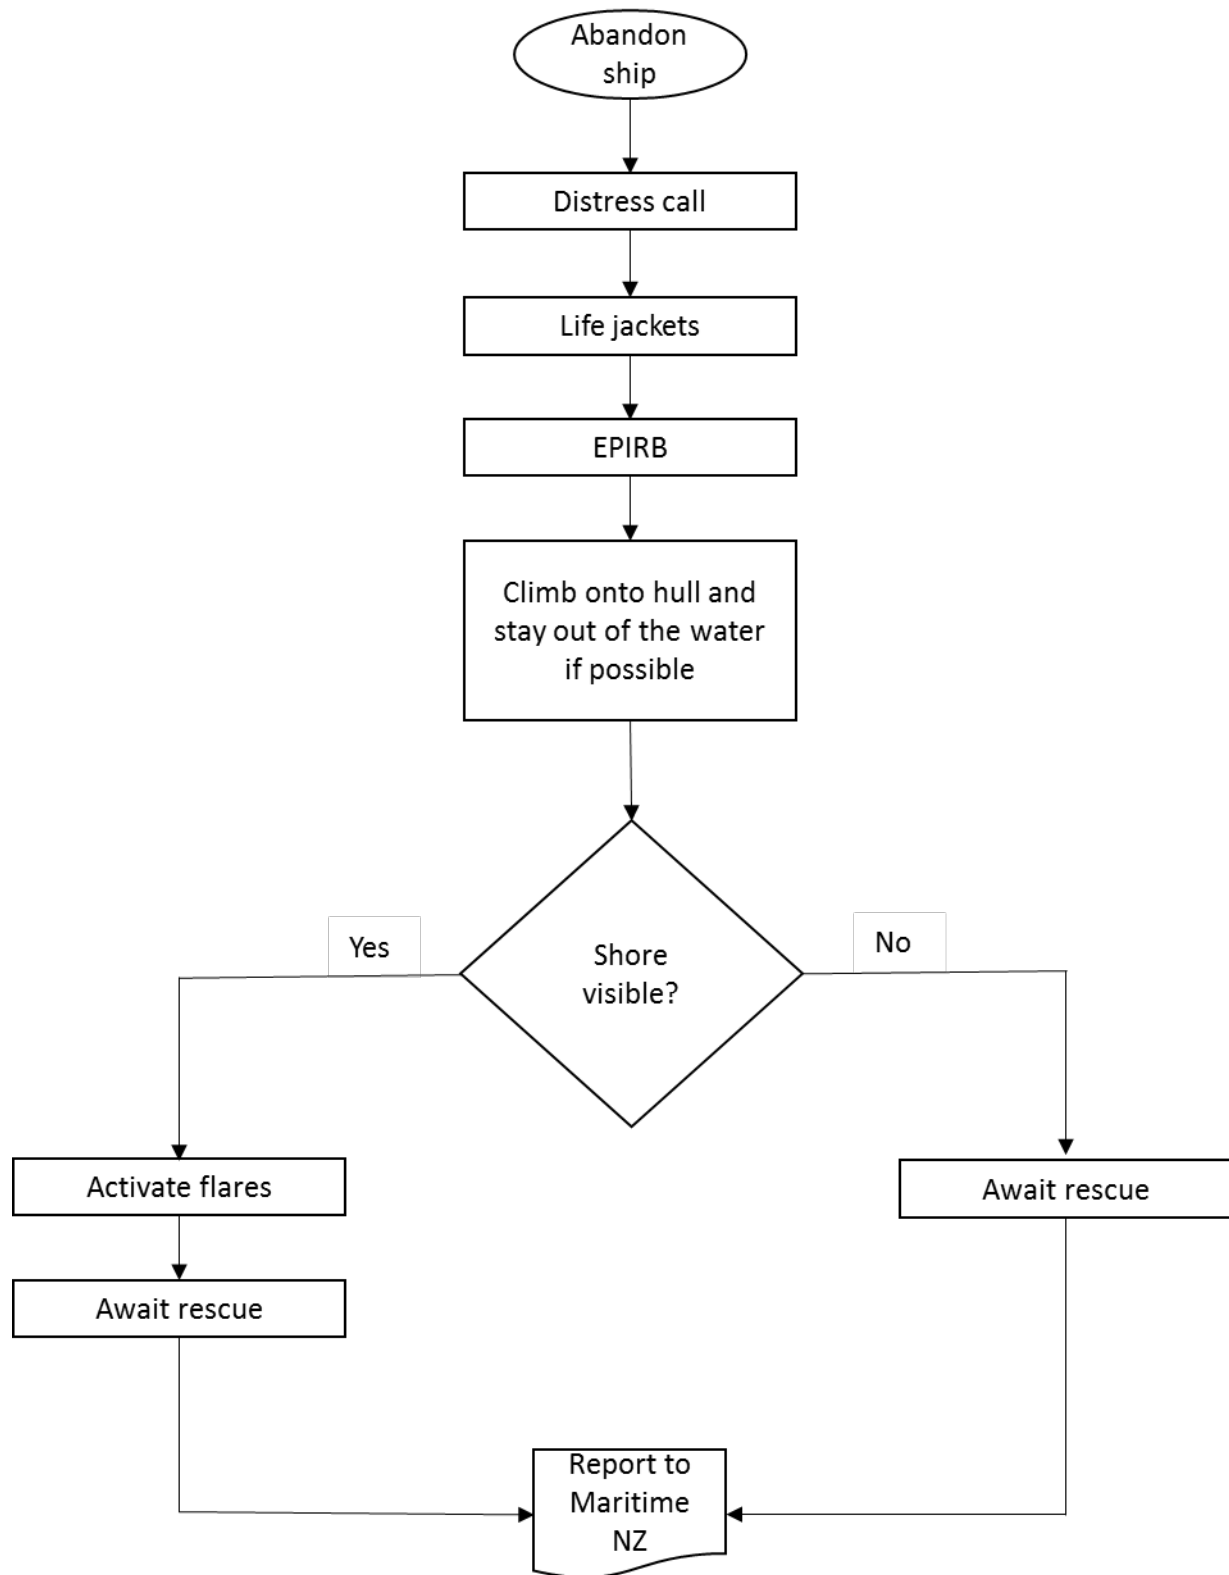 Abandon
ship
Distress call
Life jackets
EPIRB
Climb onto hull and
stay out of the water
if possible
Shore
visible?
Yes
No
Activate flares
Await rescue
Await rescue
Report to
Maritime
NZ